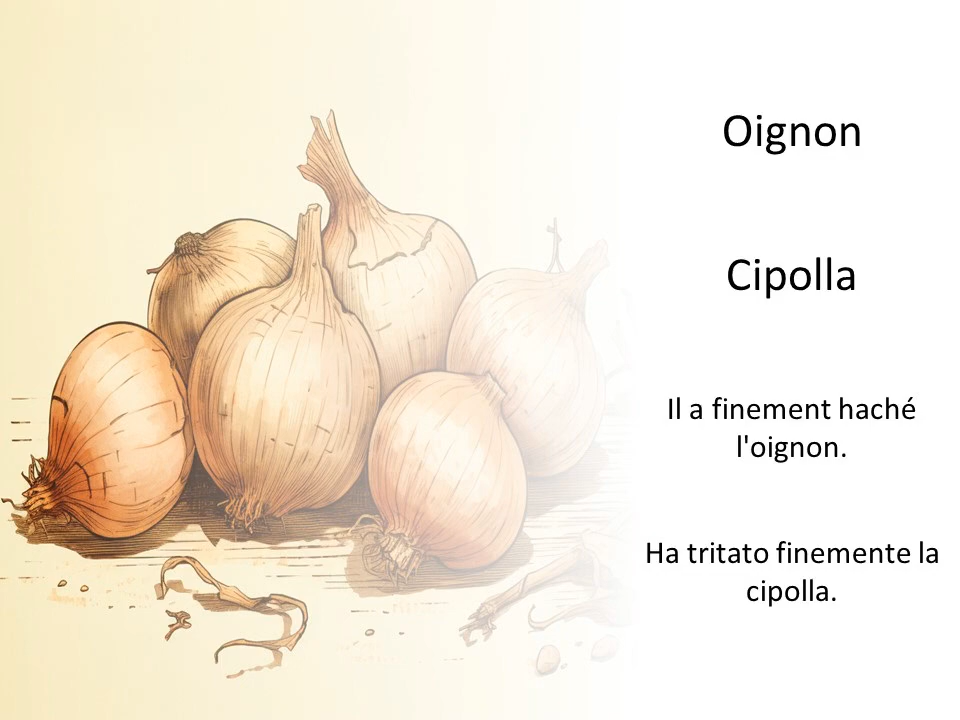 Oignon
Cipolla
Il a finement haché
l'oignon.
Ha tritato finemente la
cipolla.